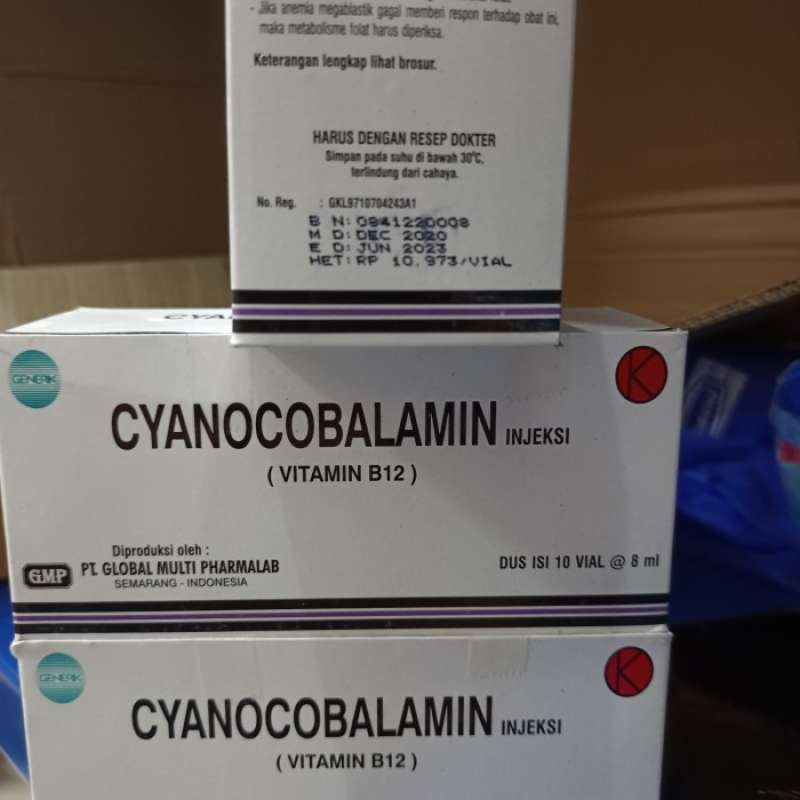 - Jika anemia megablastik gagal memberi respon terhadap obat ini,
maka metabolisme folat harus diperiksa.
Keterangan lengkap lihat brosur.
HARUS DENGAN RESEP DOKTER
Simpan pada suhu di bawah 30°C,
terlindung dari cahaya.
No. Reg. : GKL9710704243A1
B N: 0841220008
M D: DEC 2020
E D: JUN 2023
HET: RP 10.973/VIAL
GENERIK
K
CYANOCOBALAMIN INJEKSI
( VITAMIN B12 )
Diproduksi oleh :
GMP PT. GLOBAL MULTI PHARMALAB
SEMARANG - INDONESIA
DUS ISI 10 VIAL @ 8 ml
GENERIK
K
CYANOCOBALAMIN INJEKSI
( VITAMIN B12 )